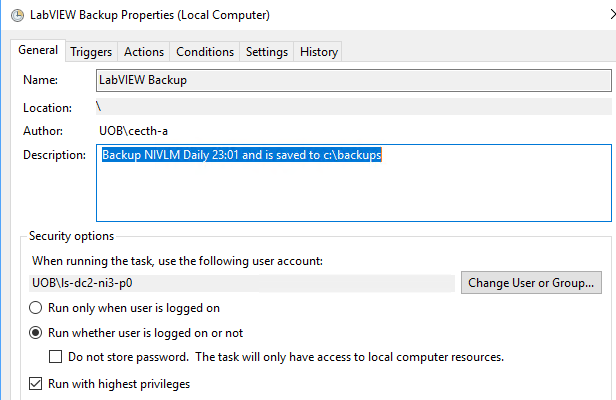 LabVIEW Backup Properties (Local Computer)
General Triggers Actions Conditions Settings History
Name: LabVIEW Backup
Location: \
Author: UOB\cecth-a
Description: Backup NIVLM Daily 23:01 and is saved to c:\backups
Security options
When running the task, use the following user account:
UOB\ls-dc2-ni3-p0 Change User or Group...
Run only when user is logged on
Run whether user is logged on or not
Do not store password. The task will only have access to local computer resources.
Run with highest privileges